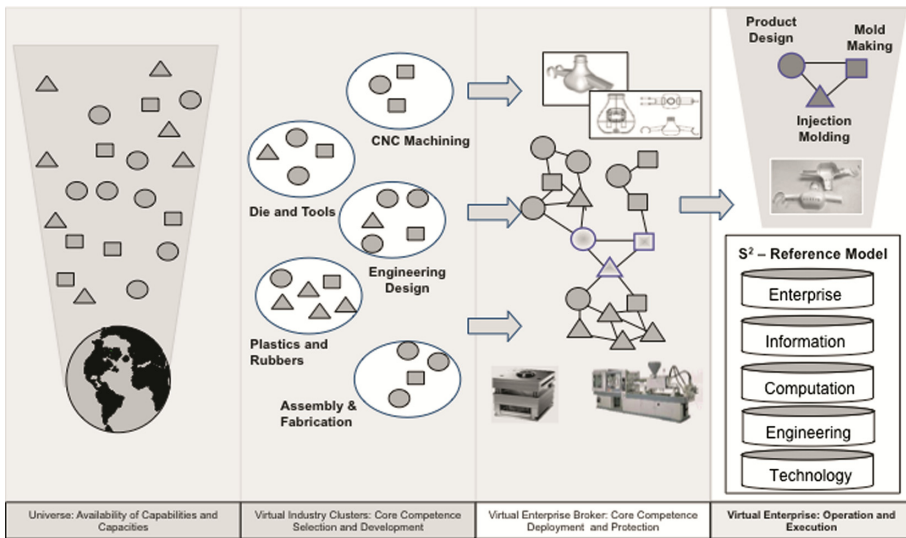 CNC Machining
Die and Tools
Engineering
Design
Plastics and
Rubbers
Assembly &
Fabrication
Product
Design
Mold
Making
Injection
Molding
S² – Reference Model
Enterprise
Information
Computation
Engineering
Technology
Universe: Availability of Capabilities and
Capacities
Virtual Industry Clusters: Core Competence
Selection and Development
Virtual Enterprise Broker: Core Competence
Deployment and Protection
Virtual Enterprise: Operation and
Execution